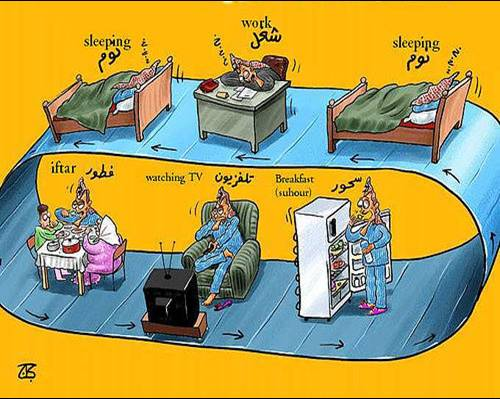 sleeping
نوم
work
شغل
sleeping
نوم
iftar فطور
watching TV تلفزيون
Breakfast
(suhour) سحور